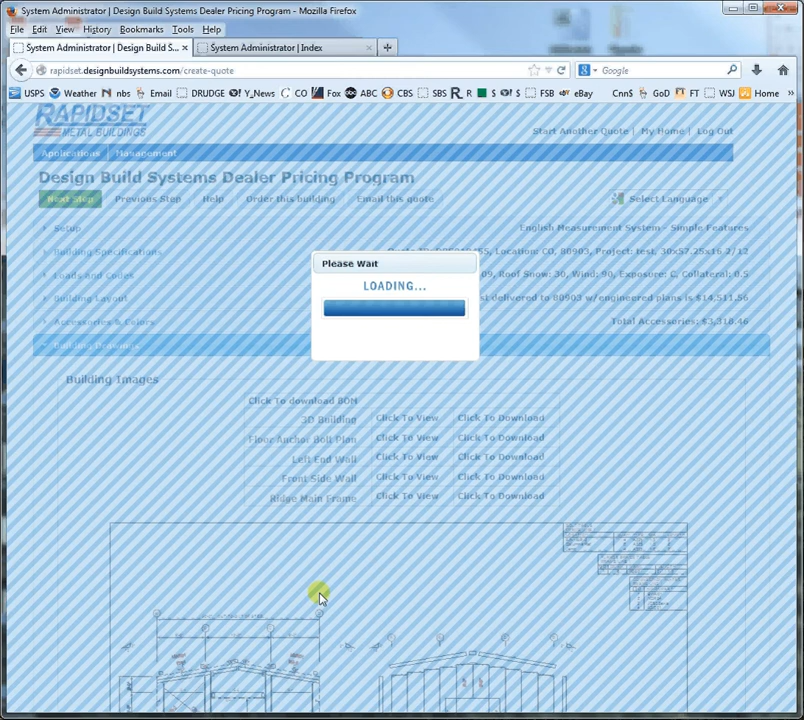 System Administrator | Design Build Systems Dealer Pricing Program - Mozilla Firefox
File Edit View History Bookmarks Tools Help
System Administrator | Design Build S... × System Administrator | Index × +
rapidset.designbuildsystems.com/create-quote Google
USPS Weather nbs Email DRUDGE Y_News CO Fox ABC CBS SBS R R S S FSB eBay CnnS GoD FT WSJ Home »
RAPIDSET
METAL BUILDINGS
Start Another Quote | My Home | Log Out
Applications Management
Design Build Systems Dealer Pricing Program
Next Step Previous Step Help Order this building Email this quote Select Language
Setup English Measurement System - Simple Features
Building Specifications Location: CO, 80903, Project: test, 30x57.25x16 2/12
Loads And Codes 09, Roof Snow: 30, Wind: 90, Exposure: C, Collateral: 0.5
Building Layout st delivered to 80903 w/engineered plans is $14,511.56
Accessories & Colors Total Accessories: $3,318.46
Building Drawings
Please Wait
LOADING...
Building Images
Click To download BOM
3D Building Click To View Click To Download
Floor Anchor Bolt Plan Click To View Click To Download
Left End Wall Click To View Click To Download
Front Side Wall Click To View Click To Download
Ridge Main Frame Click To View Click To Download